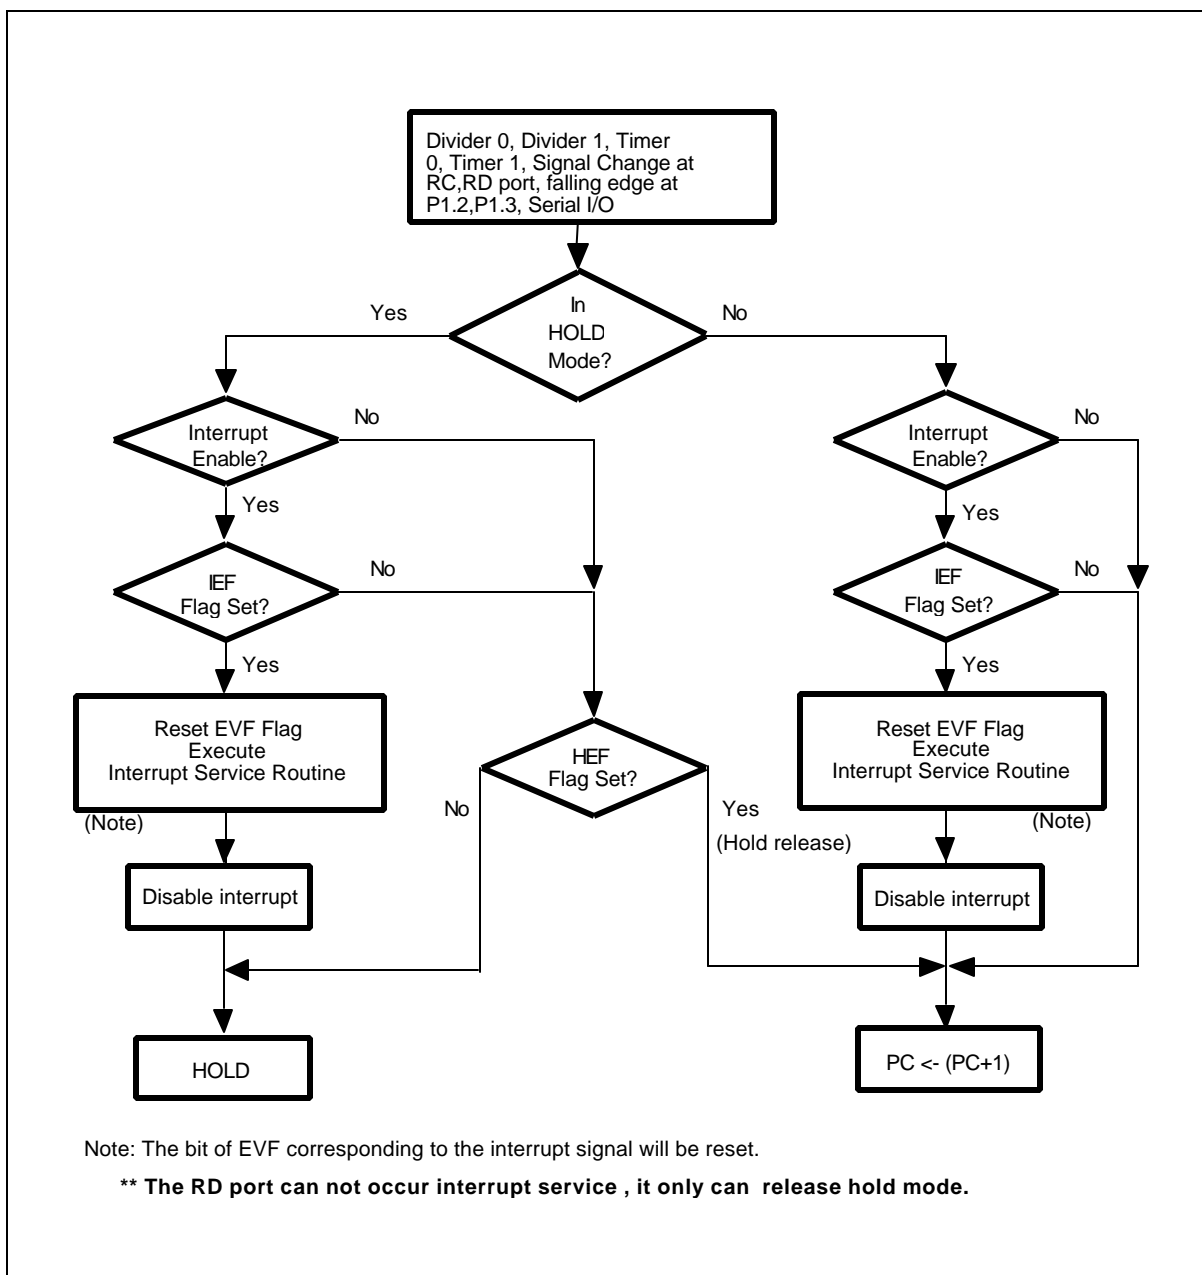 Divider 0, Divider 1, Timer
0, Timer 1, Signal Change at
RC,RD port, falling edge at
P1.2,P1.3, Serial I/O
In
HOLD
Mode?
Yes
No
Interrupt
Enable?
No
Yes
Interrupt
Enable?
No
Yes
IEF
Flag Set?
No
Yes
IEF
Flag Set?
No
Yes
Reset EVF Flag
Execute
Interrupt Service Routine
(Note)
HEF
Flag Set?
No
Yes
(Hold release)
Reset EVF Flag
Execute
Interrupt Service Routine
(Note)
Disable interrupt
Disable interrupt
HOLD
PC <- (PC+1)
Note: The bit of EVF corresponding to the interrupt signal will be reset.
** The RD port can not occur interrupt service , it only can release hold mode.